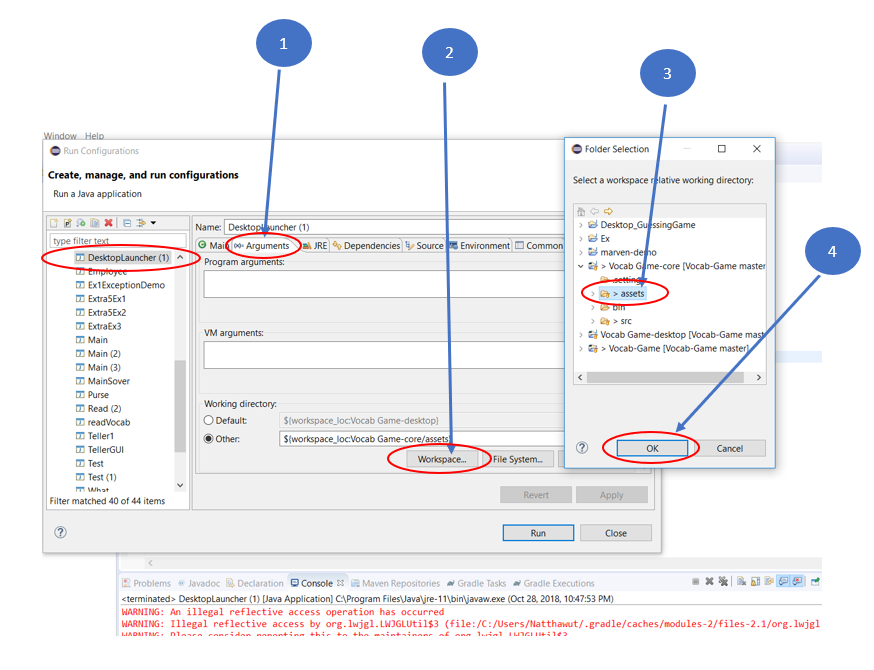 1
2
3
4
Window Help
Run Configurations
Create, manage, and run configurations
Run a Java application
type filter text
DesktopLauncher (1)
Employee
Ex1ExceptionDemo
Extra5Ex1
Extra5Ex2
ExtraEx3
Main
Main (2)
Main (3)
MainSover
Purse
Read (2)
readVocab
Teller1
TellerGUI
Test
Test (1)
What
Filter matched 40 of 44 items
Name: DesktopLauncher (1)
Main Arguments JRE Dependencies Source Environment Common
Program arguments:
VM arguments:
Working directory:
Default: ${workspace_loc:Vocab Game-desktop}
Other: ${workspace_loc:Vocab Game-core/assets}
Workspace... File System...
Revert Apply
Run Close
Folder Selection
Select a workspace relative working directory:
Desktop_GuessingGame
Ex
marven-demo
> Vocab Game-core [Vocab-Game master
.settings
> assets
bin
> src
Vocab Game-desktop [Vocab-Game mast
> Vocab-Game [Vocab-Game master]
OK Cancel
Problems Javadoc Declaration Console Maven Repositories Gradle Tasks Gradle Executions
<terminated> DesktopLauncher (1) [Java Application] C:\Program Files\Java\jre-11\bin\javaw.exe (Oct 28, 2018, 10:47:53 PM)
WARNING: An illegal reflective access operation has occurred
WARNING: Illegal reflective access by org.lwjgl.LWJGLUtil$3 (file:/C:/Users/Natthawut/.gradle/caches/modules-2/files-2.1/org.lwjgl
WARNING: Please consider reporting this to the maintainers of org.lwjgl.LWJGLUtil$3